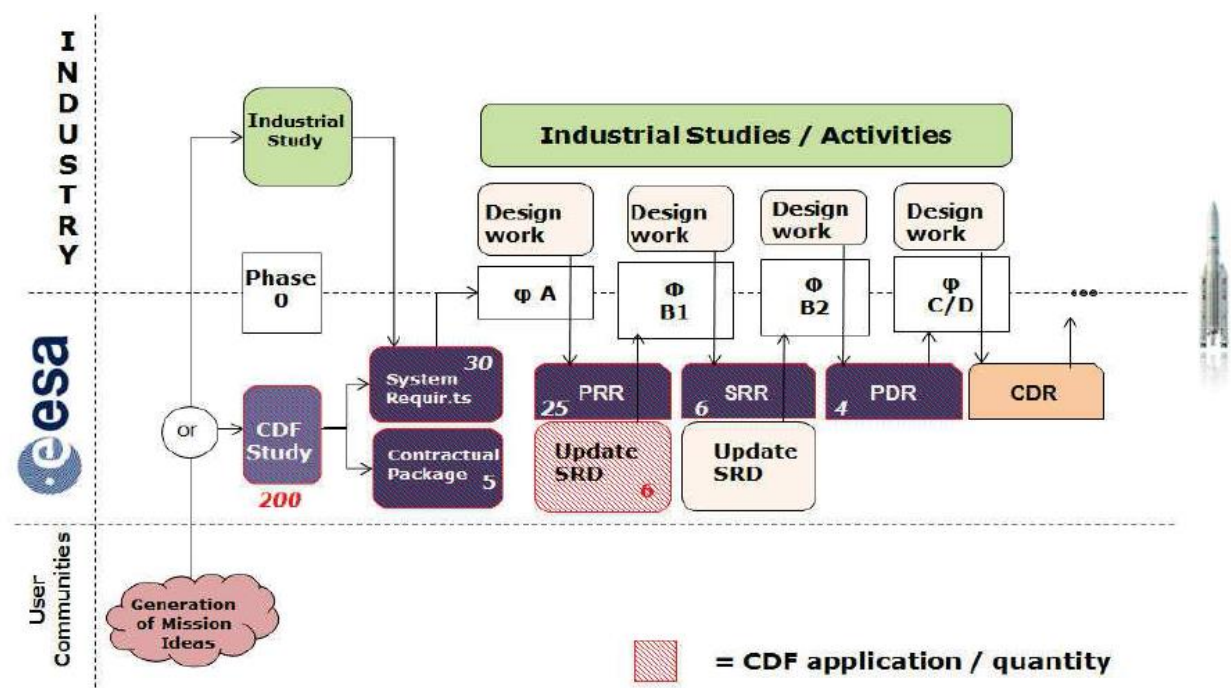 INDUSTRY
Industrial
Study
Industrial Studies / Activities
Design
work
Design
work
Design
work
Design
work
Phase
0
φ A
Φ
B1
Φ
B2
φ
C/D
...
esa
or
CDF
Study
200
30
System
Requir.ts
Contractual
Package 5
PRR
25
SRR
6
PDR
4
CDR
Update
SRD
6
Update
SRD
User
Communities
Generation
of Mission
Ideas
= CDF application / quantity